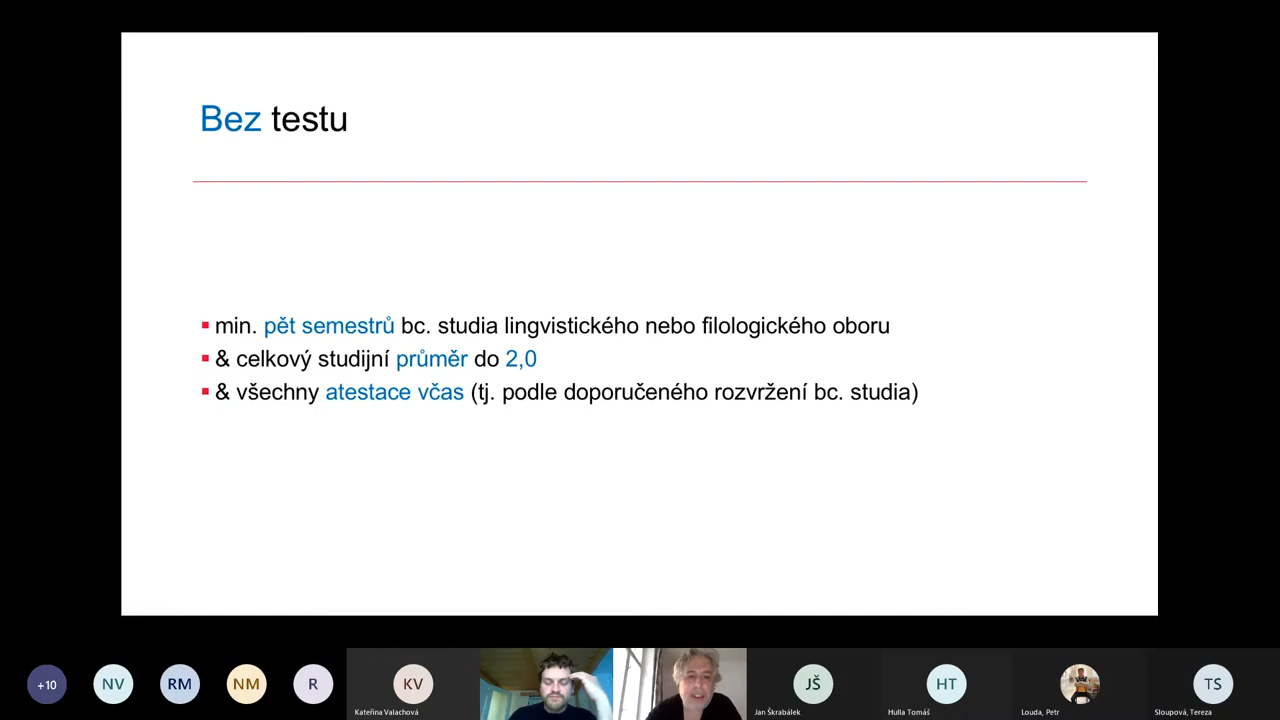 Bez testu
▪ min. pět semestrů bc. studia lingvistického nebo filologického oboru
▪ & celkový studijní průměr do 2,0
▪ & všechny atestace včas (tj. podle doporučeného rozvržení bc. studia)
+10
NV
RM
NM
R
KV
JŠ
HT
TS
Kateřina Valachová
Jan Škrabálek
Hulla Tomáš
Louda, Petr
Sloupová, Tereza